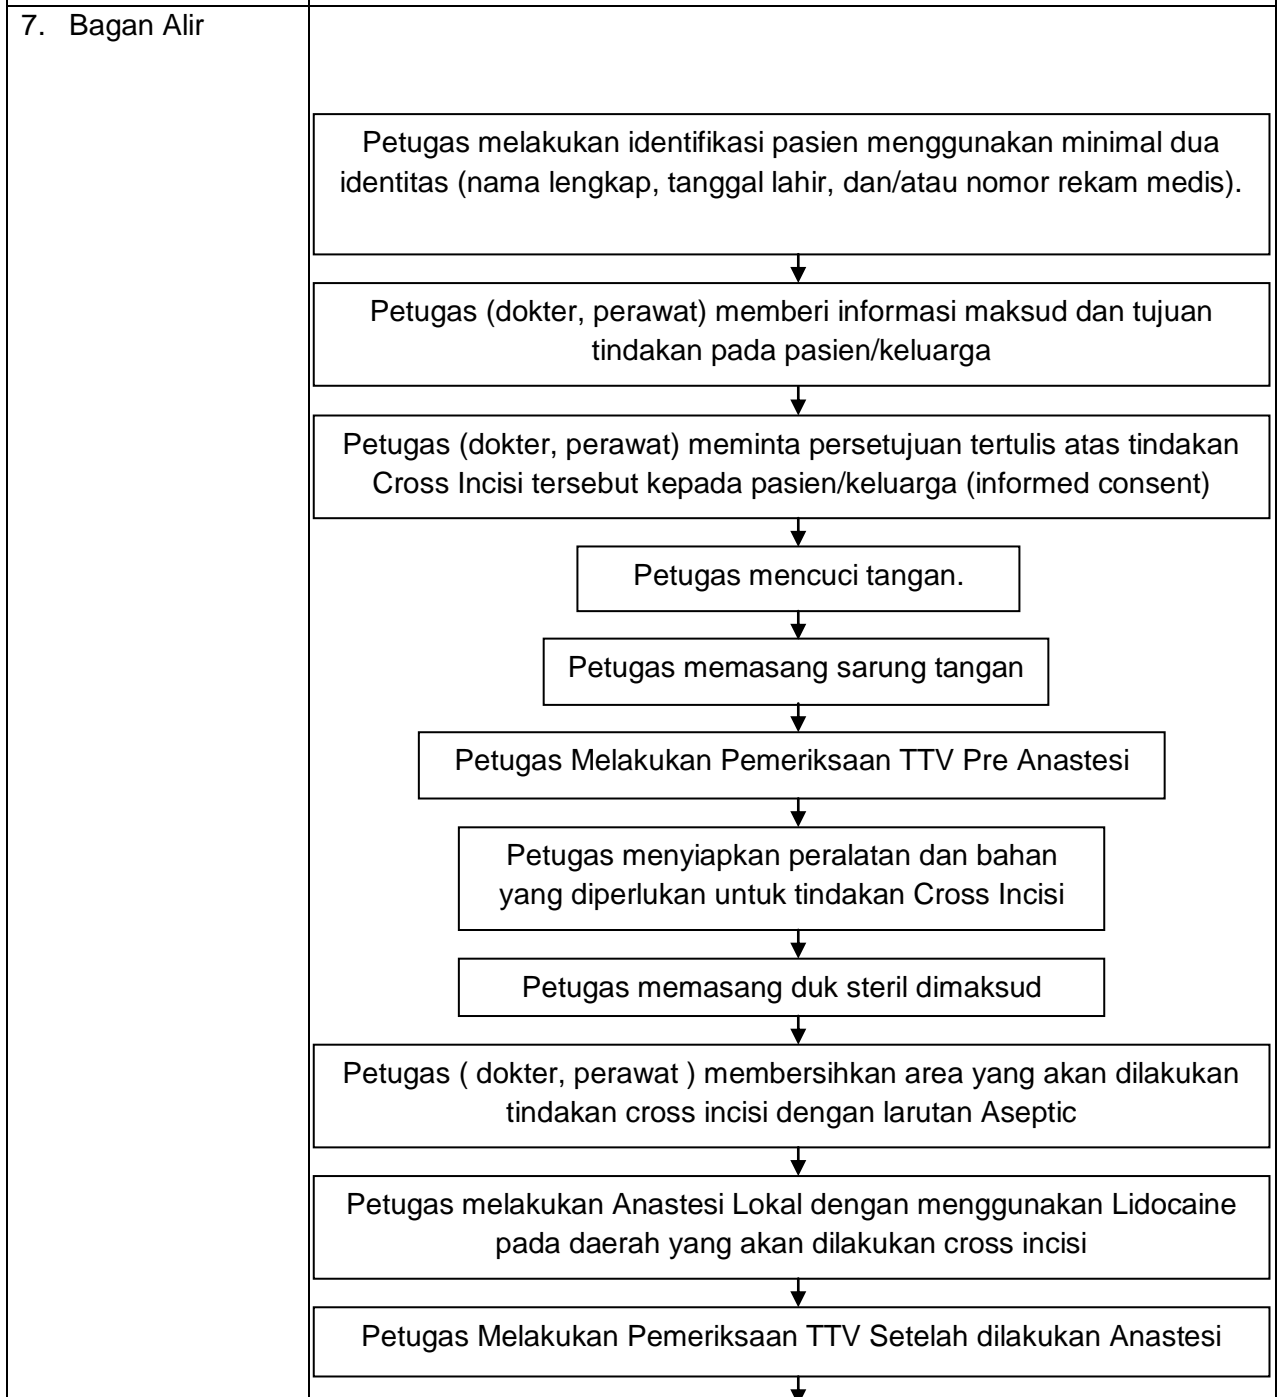 7. Bagan Alir
Petugas melakukan identifikasi pasien menggunakan minimal dua
identitas (nama lengkap, tanggal lahir, dan/atau nomor rekam medis).
Petugas (dokter, perawat) memberi informasi maksud dan tujuan
tindakan pada pasien/keluarga
Petugas (dokter, perawat) meminta persetujuan tertulis atas tindakan
Cross Incisi tersebut kepada pasien/keluarga (informed consent)
Petugas mencuci tangan.
Petugas memasang sarung tangan
Petugas Melakukan Pemeriksaan TTV Pre Anastesi
Petugas menyiapkan peralatan dan bahan
yang diperlukan untuk tindakan Cross Incisi
Petugas memasang duk steril dimaksud
Petugas ( dokter, perawat ) membersihkan area yang akan dilakukan
tindakan cross incisi dengan larutan Aseptic
Petugas melakukan Anastesi Lokal dengan menggunakan Lidocaine
pada daerah yang akan dilakukan cross incisi
Petugas Melakukan Pemeriksaan TTV Setelah dilakukan Anastesi